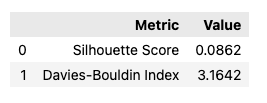 Metric Value
0 Silhouette Score 0.0862
1 Davies-Bouldin Index 3.1642